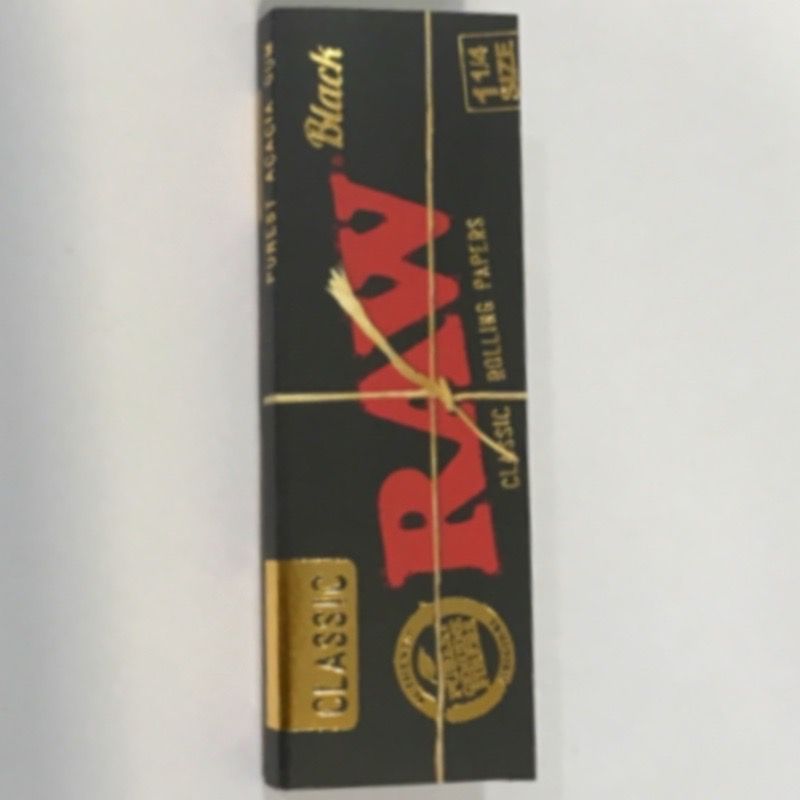 PUREST ACACIA GUM
RAW® Black
CLASSIC ROLLING PAPERS
1 1/4
SIZE
CLASSIC